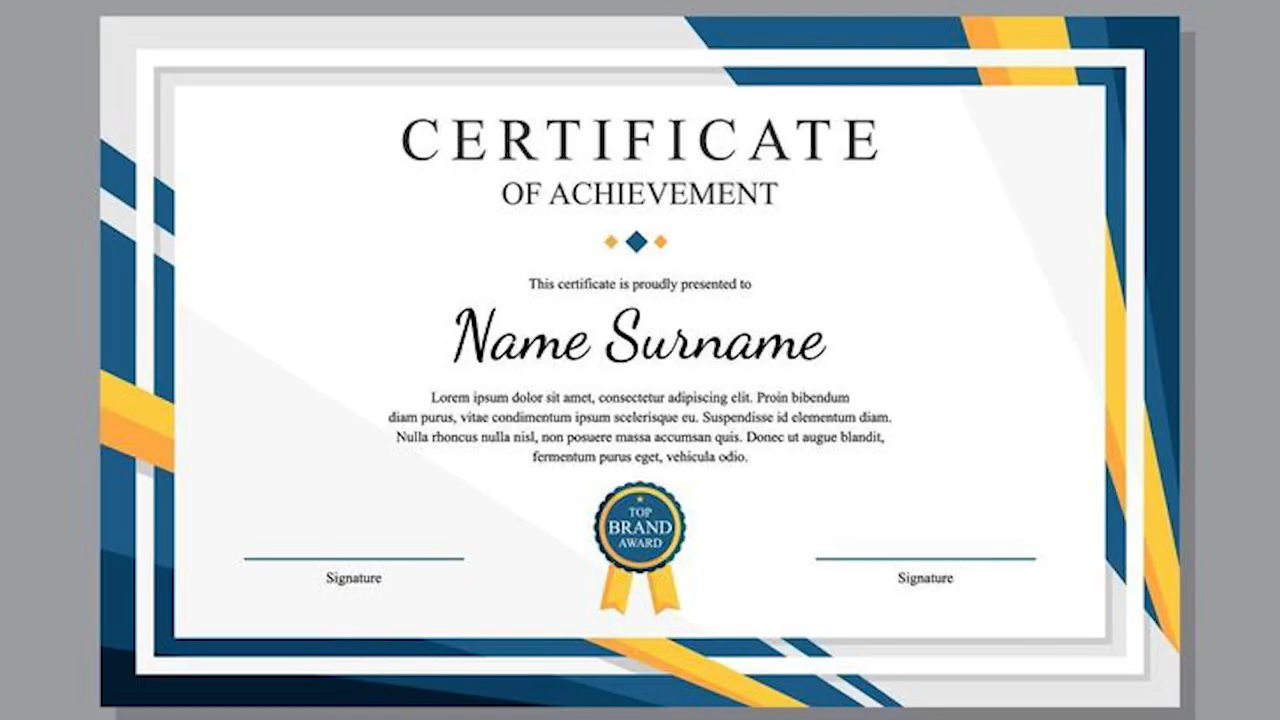 CERTIFICATE
OF ACHIEVEMENT
This certificate is proudly presented to
Name Surname
Lorem ipsum dolor sit amet, consectetur adipiscing elit. Proin bibendum
diam purus, vitae condimentum ipsum scelerisque eu. Suspendisse id elementum diam.
Nulla rhoncus nulla nisl, non posuere massa accumsan quis. Donec ut augue blandit,
fermentum purus eget, vehicula odio.
TOP
BRAND
AWARD
Signature
Signature